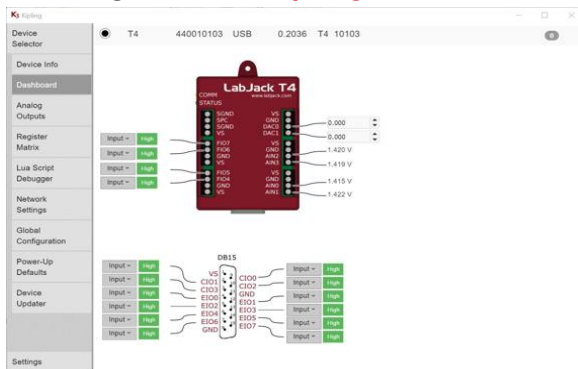 K3 Kipling
Device Selector
T4 440010103 USB 0.2036 T4 10103
0
Device Info
Dashboard
Analog Outputs
Register Matrix
Lua Script Debugger
Network Settings
Global Configuration
Power-Up Defaults
Device Updater
Settings
LabJack T4
www.labjack.com
COMM
STATUS
SGND VS
SPC GND
SGND DAC0 0.000
VS DAC1 0.000
Input High FIO7 VS
Input High FIO6 GND 1.420 V
GND AIN2
VS AIN3 1.419 V
Input High FIO5 VS
Input High FIO4 GND 1.415 V
GND AIN0
VS AIN1 1.422 V
DB15
Input High VS CIO0 Input High
Input High CIO1 CIO2 Input High
Input High CIO3 GND
Input High EIO0 EIO1 Input High
Input High EIO2 EIO3 Input High
Input High EIO4 EIO5 Input High
EIO6 EIO7 Input High
GND